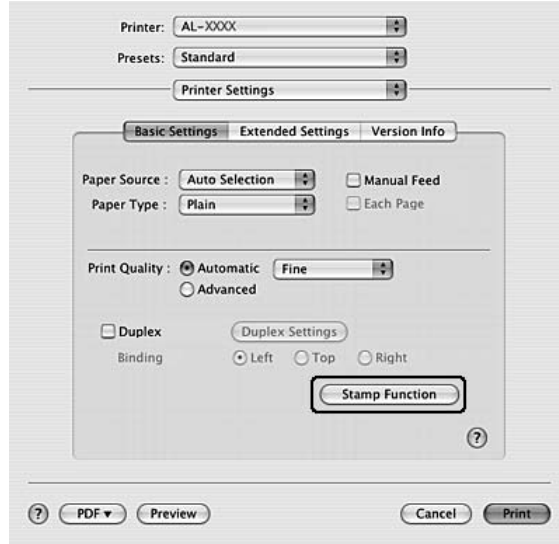 Printer: AL-XXXX
Presets: Standard
Printer Settings
Basic Settings Extended Settings Version Info
Paper Source : Auto Selection Manual Feed
Paper Type : Plain Each Page
Print Quality : Automatic Fine
Advanced
Duplex Duplex Settings
Binding Left Top Right
Stamp Function
?
? PDF ▾ Preview Cancel Print